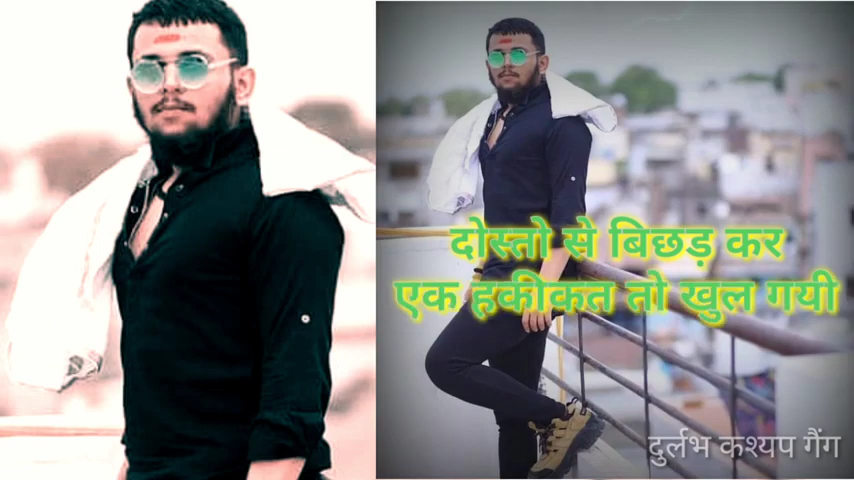 दोस्तो से बिछड़ कर
एक हकीकत तो खुल गयी
दुर्लभ कश्यप गैंग